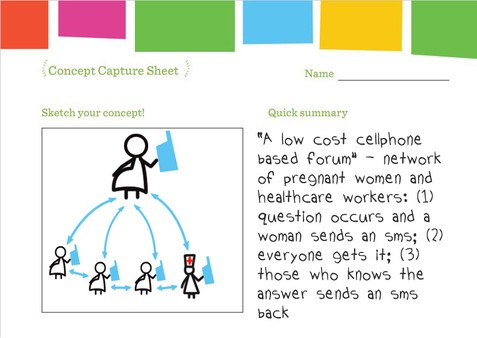 Concept Capture Sheet
Name
Sketch your concept!
Quick summary
"A low cost cellphone
based forum" - network
of pregnant women and
healthcare workers: (1)
question occurs and a
woman sends an sms; (2)
everyone gets it; (3)
those who knows the
answer sends an sms
back